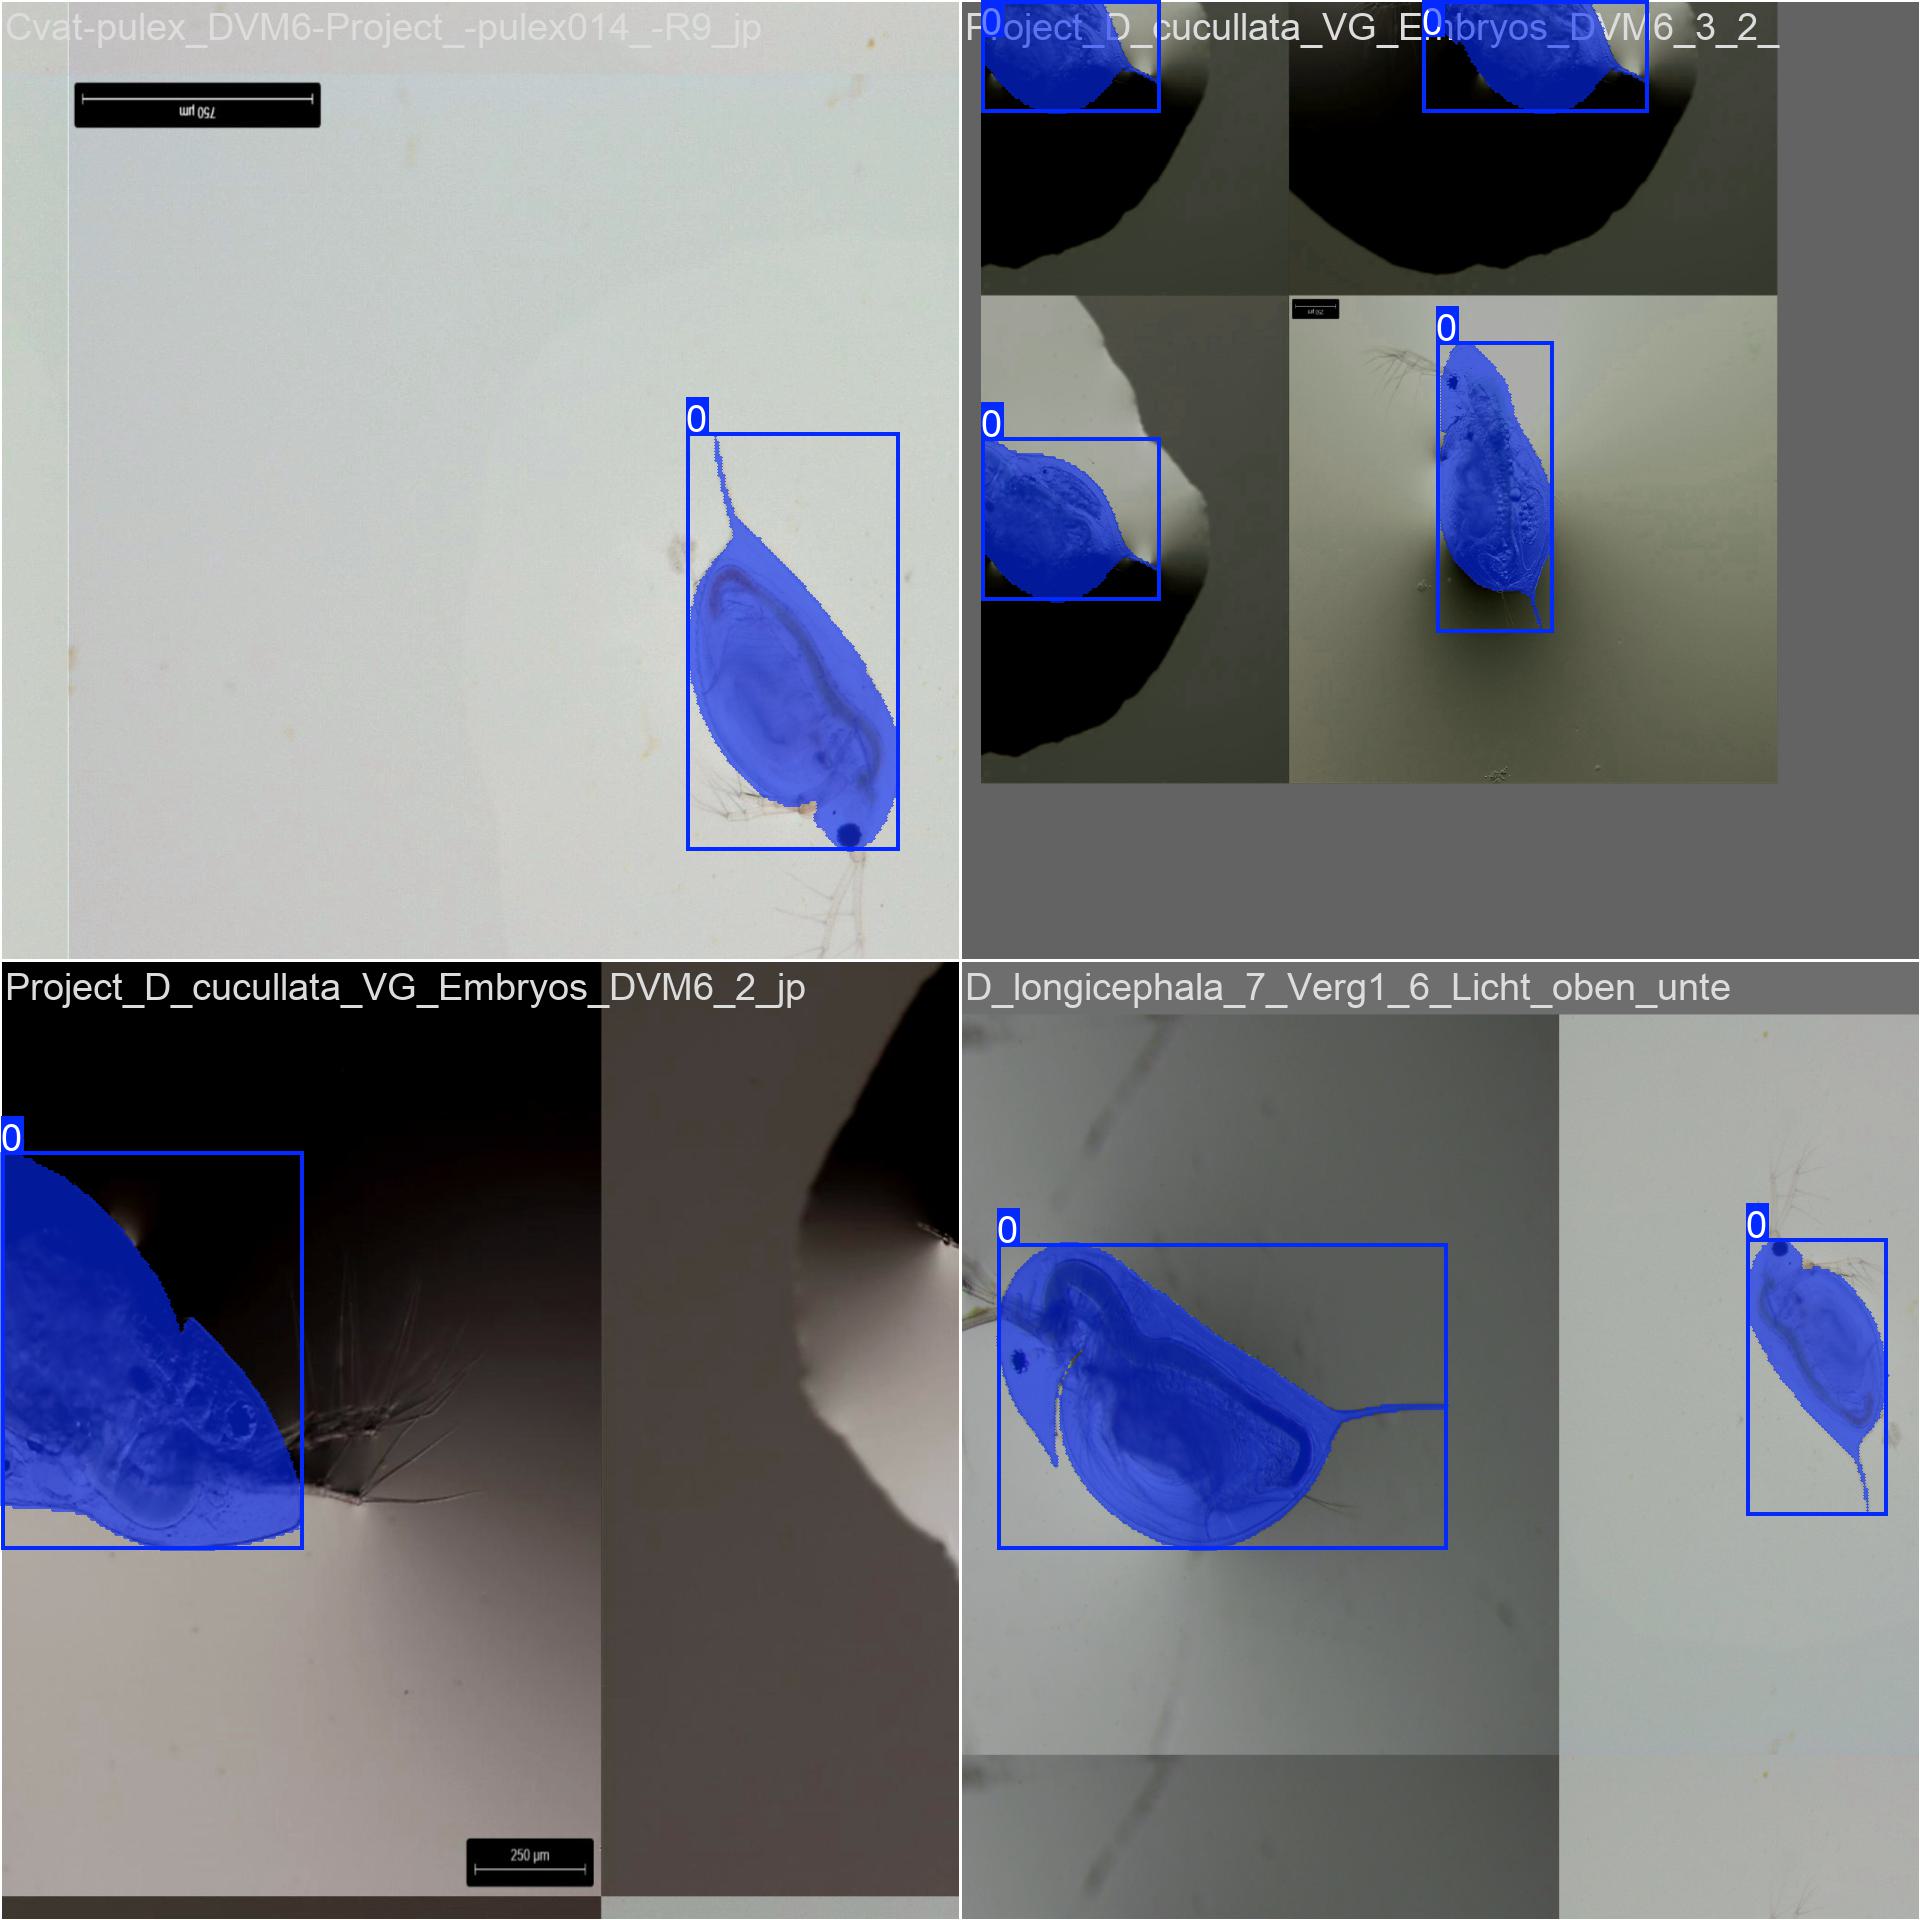 Cvat-pulex_DVM6-Project_-pulex014_-R9_jp
750 µm
0
Project_D_cucullata_VG_Embryos_DVM6_3_2_
0
0
0
0
Project_D_cucullata_VG_Embryos_DVM6_2_jp
0
250 µm
D_longicephala_7_Verg1_6_Licht_oben_unte
0
0